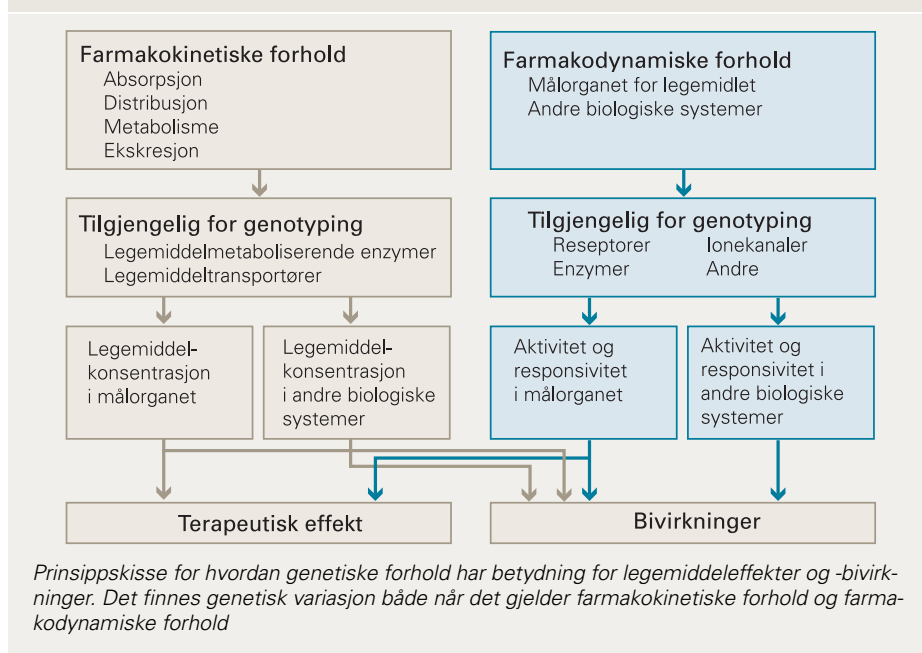 Farmakokinetiske forhold
Absorpsjon
Distribusjon
Metabolisme
Ekskresjon
Farmakodynamiske forhold
Målorganet for legemidlet
Andre biologiske systemer
Tilgjengelig for genotyping
Legemiddelmetaboliserende enzymer
Legemiddeltransportører
Tilgjengelig for genotyping
Reseptorer Ionekanaler
Enzymer Andre
Legemiddel-
konsentrasjon
i målorganet
Legemiddel-
konsentrasjon
i andre biologiske
systemer
Aktivitet og
responsivitet
i målorganet
Aktivitet og
responsivitet i
andre biologiske
systemer
Terapeutisk effekt
Bivirkninger
Prinsippskisse for hvordan genetiske forhold har betydning for legemiddeleffekter og -bivirk-
ninger. Det finnes genetisk variasjon både når det gjelder farmakokinetiske forhold og farma-
kodynamiske forhold